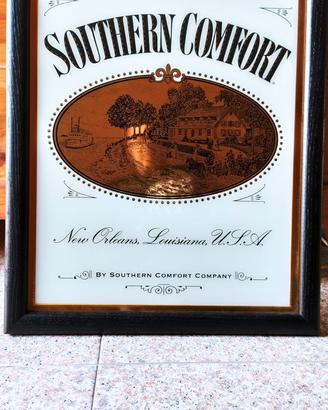 SOUTHERN COMFORT
New Orleans, Louisiana, U.S.A.
BY SOUTHERN COMFORT COMPANY